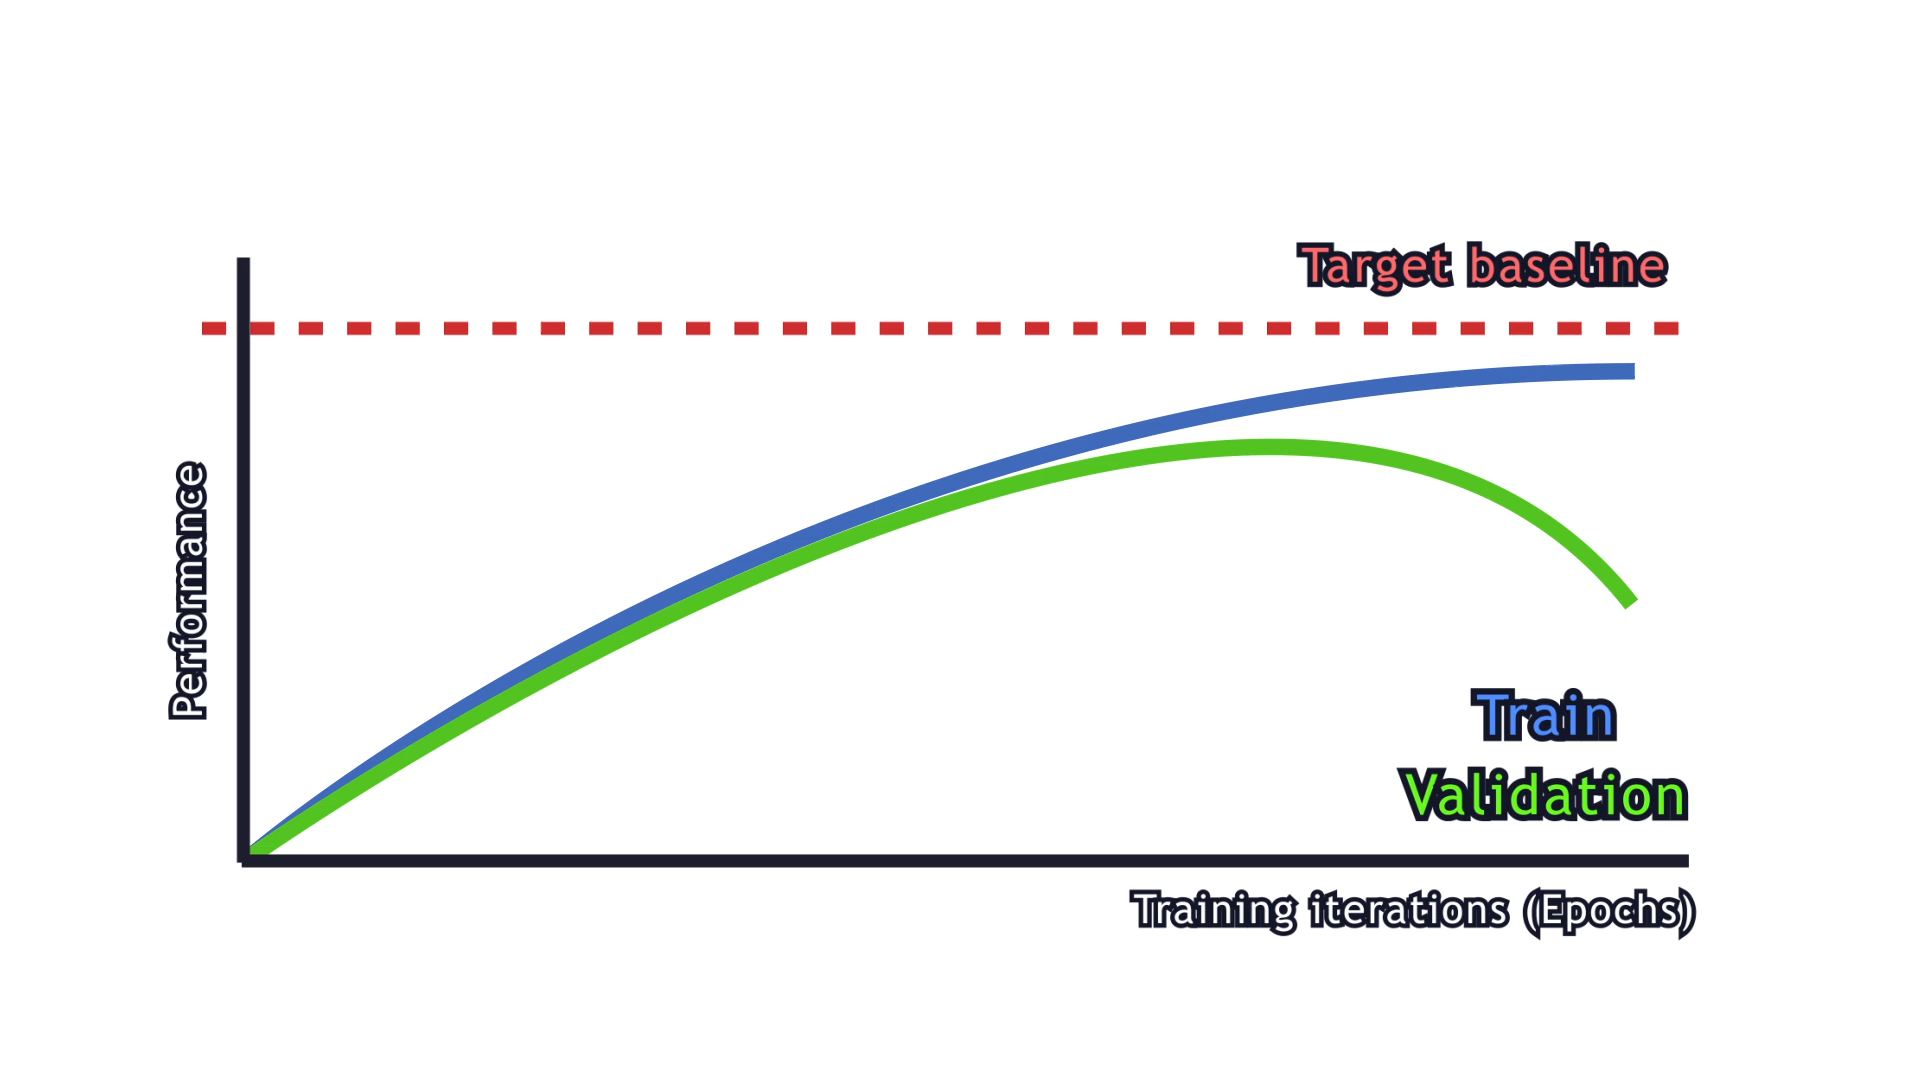 Target baseline
Performance
Train
Validation
Training iterations (Epochs)